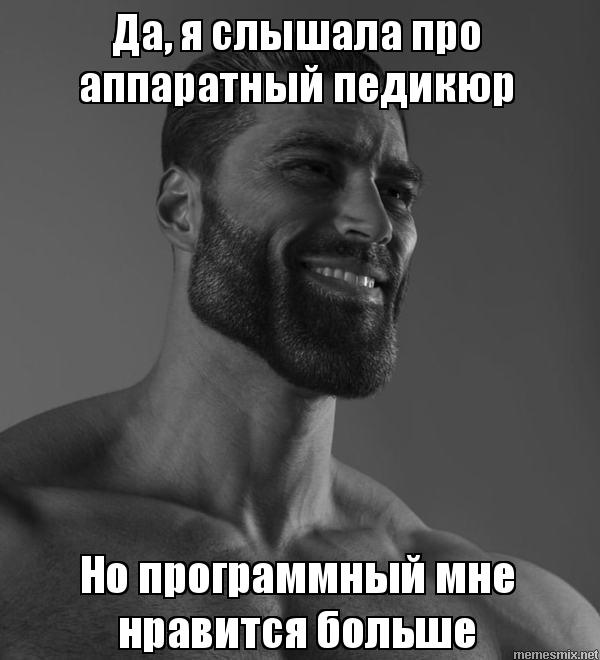 Да, я слышала про
аппаратный педикюр
Но программный мне
нравится больше
memesmix.net